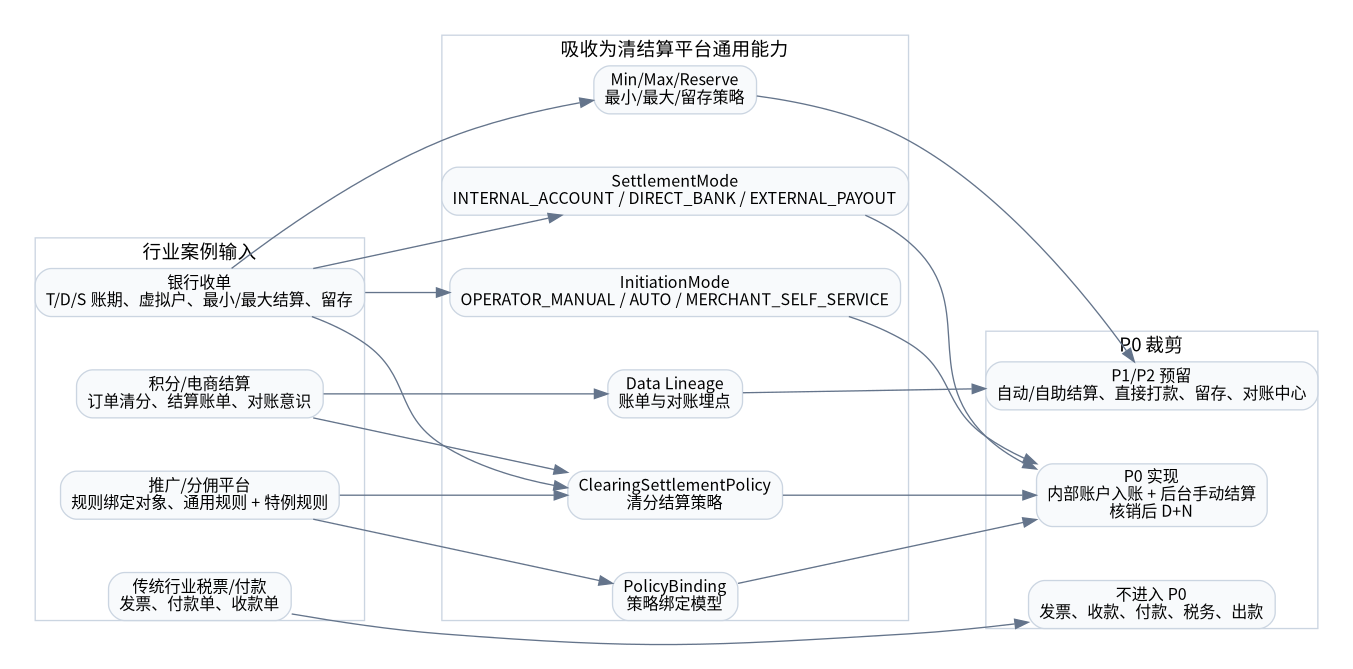 行业案例输入
银行收单
T/D/S 账期、虚拟户、最小/最大结算、留存
积分/电商结算
订单清分、结算账单、对账意识
推广/分佣平台
规则绑定对象、通用规则 + 特例规则
传统行业税票/付款
发票、付款单、收款单
吸收为清结算平台通用能力
Min/Max/Reserve
最小/最大/留存策略
SettlementMode
INTERNAL_ACCOUNT / DIRECT_BANK / EXTERNAL_PAYOUT
InitiationMode
OPERATOR_MANUAL / AUTO / MERCHANT_SELF_SERVICE
Data Lineage
账单与对账埋点
ClearingSettlementPolicy
清分结算策略
PolicyBinding
策略绑定模型
P0 裁剪
P1/P2 预留
自动/自助结算、直接打款、留存、对账中心
P0 实现
内部账户入账 + 后台手动结算
核销后 D+N
不进入 P0
发票、收款、付款、税务、出款